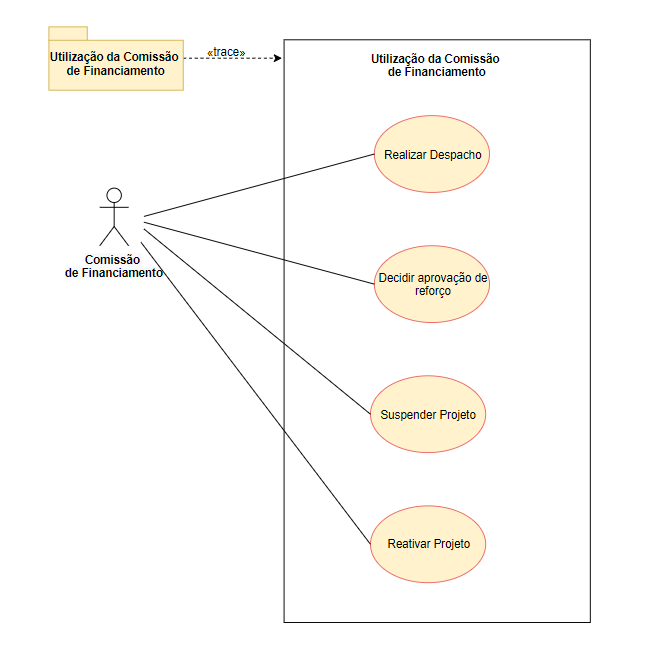 Utilização da Comissão
de Financiamento
«trace»
Utilização da Comissão
de Financiamento
Realizar Despacho
Decidir aprovação de
reforço
Comissão
de Financiamento
Suspender Projeto
Reativar Projeto